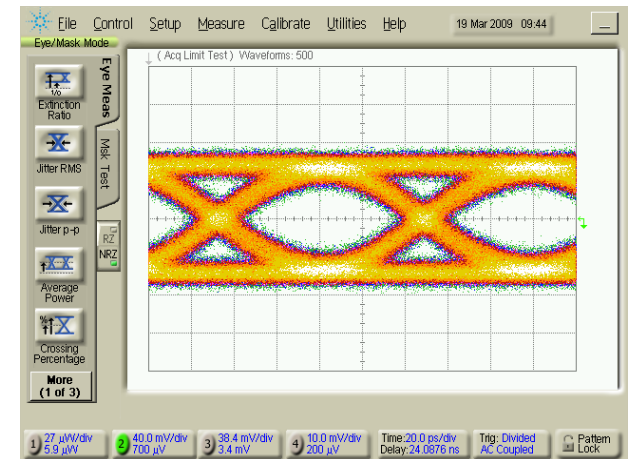 File Control Setup Measure Calibrate Utilities Help 19 Mar 2009 09:44
Eye/Mask Mode
( Acq Limit Test ) Waveforms: 500
Eye Meas
Msk Test
1/0
Extinction
Ratio
Jitter RMS
Jitter p-p
RZ
NRZ
Average
Power
%
Crossing
Percentage
More
(1 of 3)
1) 27 µW/div
5.9 µW
2) 40.0 mV/div
700 µV
3) 38.4 mV/div
3.4 mV
4) 10.0 mV/div
200 µV
Time:20.0 ps/div
Delay:24.0876 ns
Trig: Divided
AC Coupled
Pattern
Lock